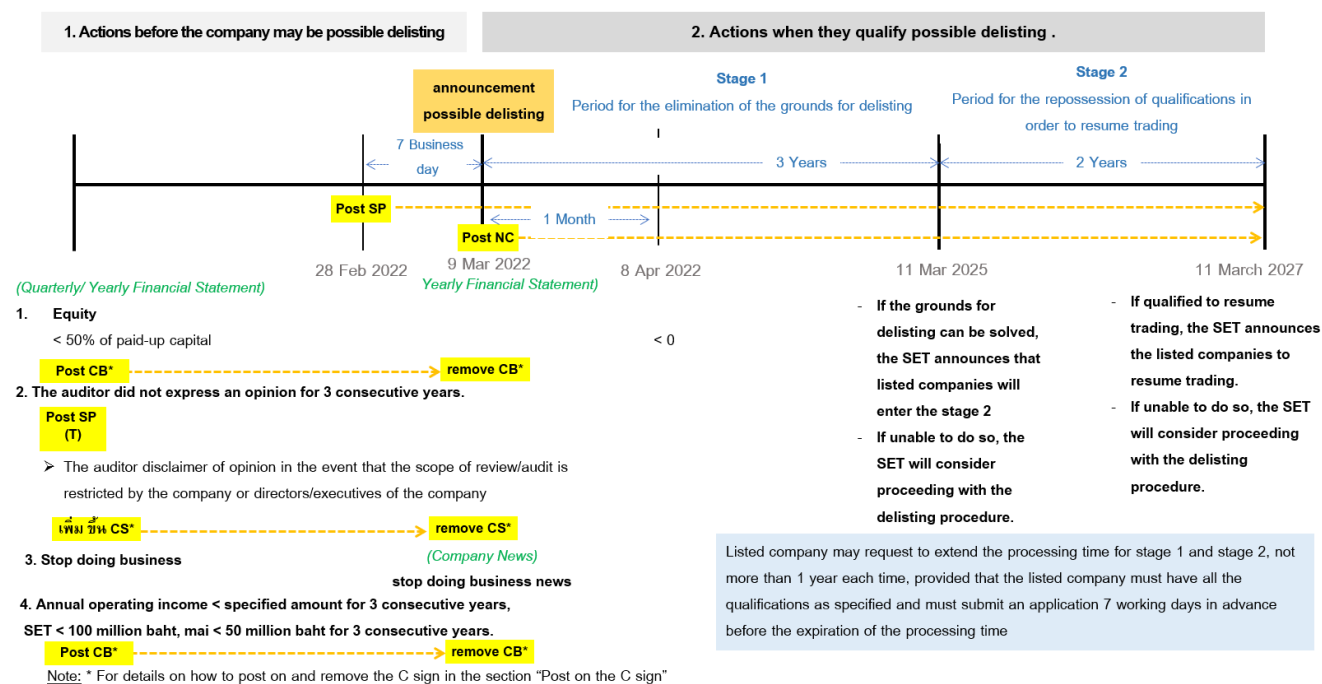 1. Actions before the company may be possible delisting
2. Actions when they qualify possible delisting .
announcement
possible delisting
Stage 1
Period for the elimination of the grounds for delisting
Stage 2
Period for the repossession of qualifications in
order to resume trading
7 Business
day
3 Years
2 Years
Post SP
1 Month
Post NC
28 Feb 2022
9 Mar 2022
8 Apr 2022
11 Mar 2025
11 March 2027
(Quarterly/ Yearly Financial Statement)
Yearly Financial Statement)
1. Equity
< 50% of paid-up capital
< 0
Post CB*
remove CB*
2. The auditor did not express an opinion for 3 consecutive years.
Post SP
(T)
➢ The auditor disclaimer of opinion in the event that the scope of review/audit is
restricted by the company or directors/executives of the company
เพิ่ม ขึ้น CS*
remove CS*
3. Stop doing business
(Company News)
stop doing business news
4. Annual operating income < specified amount for 3 consecutive years,
SET < 100 million baht, mai < 50 million baht for 3 consecutive years.
Post CB*
remove CB*
Note: * For details on how to post on and remove the C sign in the section “Post on the C sign”
- If the grounds for
delisting can be solved,
the SET announces that
listed companies will
enter the stage 2
- If unable to do so, the
SET will consider
proceeding with the
delisting procedure.
- If qualified to resume
trading, the SET announces
the listed companies to
resume trading.
- If unable to do so, the SET
will consider proceeding
with the delisting
procedure.
Listed company may request to extend the processing time for stage 1 and stage 2, not
more than 1 year each time, provided that the listed company must have all the
qualifications as specified and must submit an application 7 working days in advance
before the expiration of the processing time